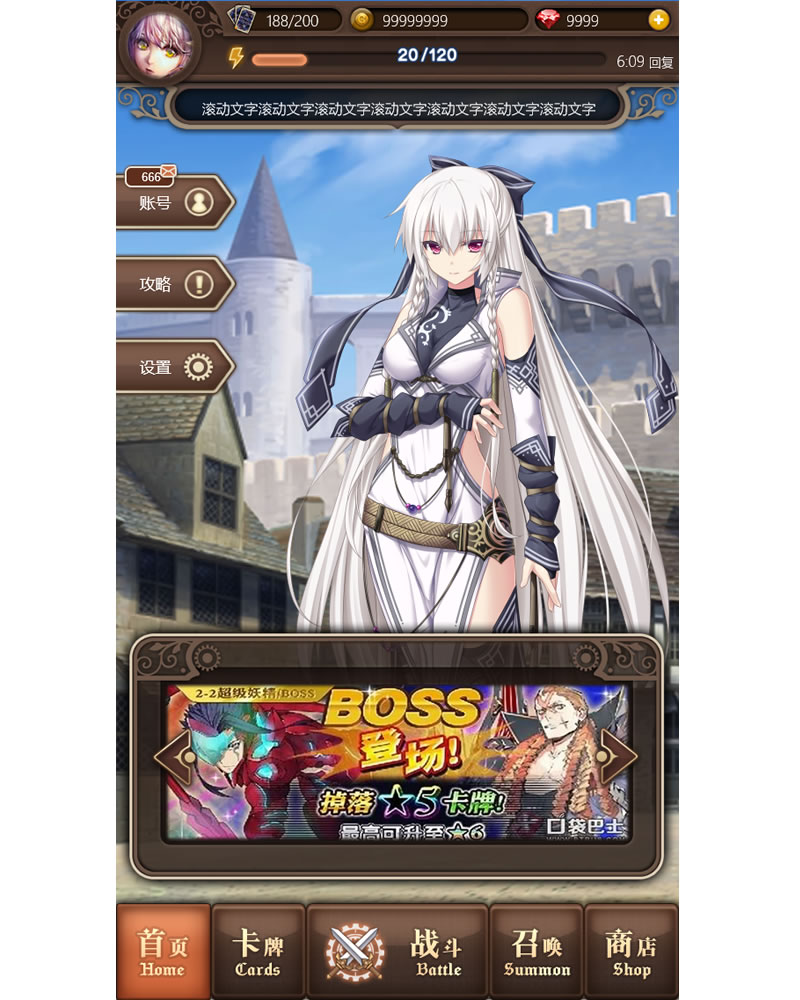 188/200
99999999
9999
20/120
6:09 回复
滚动文字滚动文字滚动文字滚动文字滚动文字滚动文字滚动文字
666
账号
攻略
设置
2-2超级妖精/BOSS
BOSS
登场!
掉落★5卡牌!
最高可升至★6
口袋巴士
首页
Home
卡牌
Cards
战斗
Battle
召唤
Summon
商店
Shop